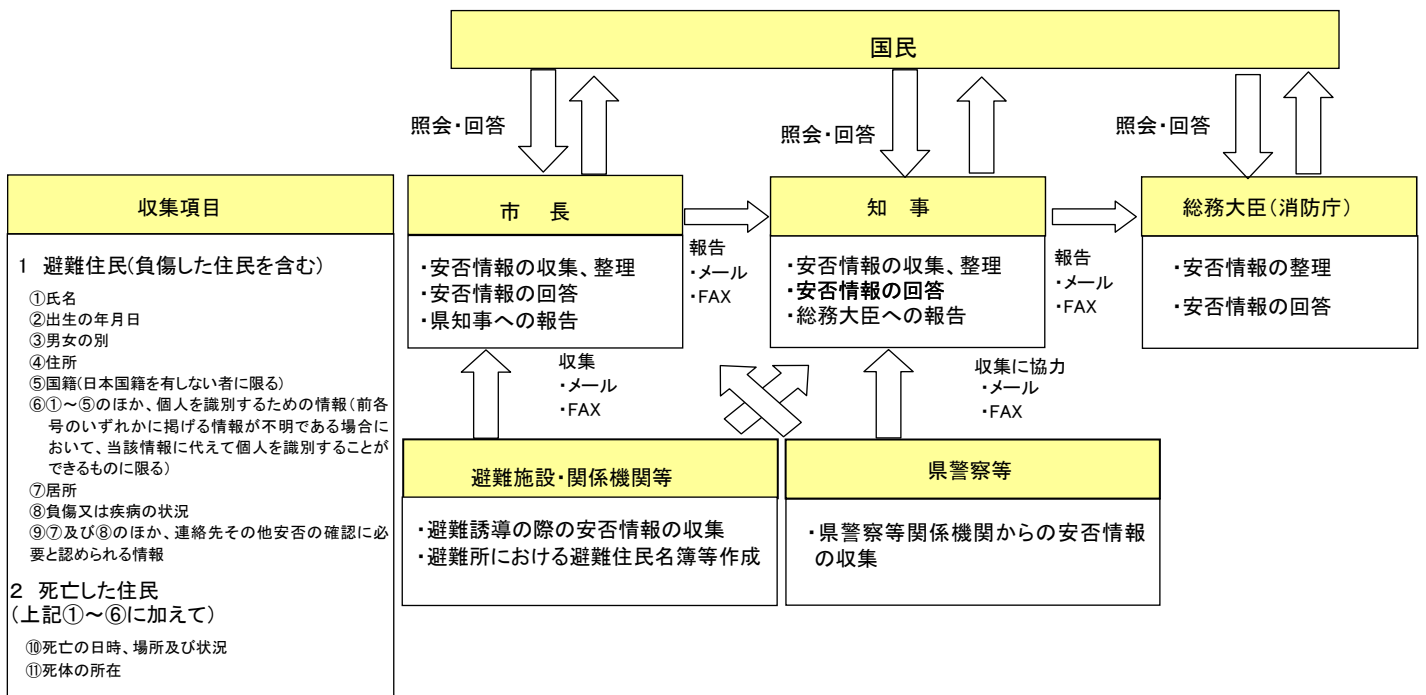 国民
照会・回答
照会・回答
照会・回答
収集項目
1 避難住民(負傷した住民を含む)
①氏名
②出生の年月日
③男女の別
④住所
⑤国籍(日本国籍を有しない者に限る)
⑥①～⑤のほか、個人を識別するための情報(前各
号のいずれかに掲げる情報が不明である場合に
おいて、当該情報に代えて個人を識別することが
できるものに限る)
⑦居所
⑧負傷又は疾病の状況
⑨⑦及び⑧のほか、連絡先その他安否の確認に必
要と認められる情報
2 死亡した住民
(上記①～⑥に加えて)
⑩死亡の日時、場所及び状況
⑪死体の所在
市 長
・安否情報の収集、整理
・安否情報の回答
・県知事への報告
報告
・メール
・FAX
知 事
・安否情報の収集、整理
・安否情報の回答
・総務大臣への報告
報告
・メール
・FAX
総務大臣(消防庁)
・安否情報の整理
・安否情報の回答
収集
・メール
・FAX
収集に協力
・メール
・FAX
避難施設・関係機関等
・避難誘導の際の安否情報の収集
・避難所における避難住民名簿等作成
県警察等
・県警察等関係機関からの安否情報
の収集